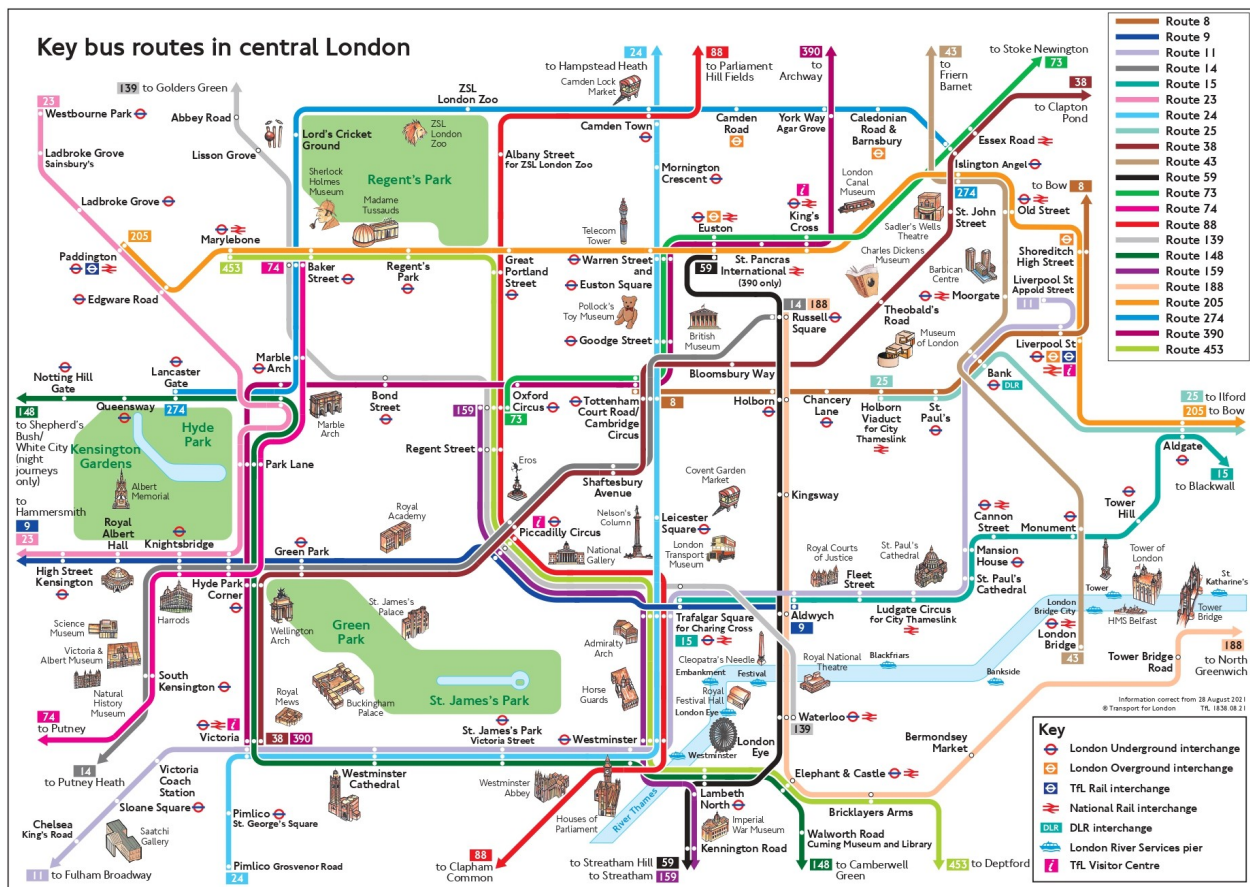 Key bus routes in central London
Route 8
Route 9
Route 11
Route 14
Route 15
Route 23
Route 24
Route 25
Route 38
Route 43
Route 59
Route 73
Route 74
Route 88
Route 139
Route 148
Route 159
Route 188
Route 205
Route 274
Route 390
Route 453
23
Westbourne Park
139 to Golders Green
Abbey Road
Lisson Grove
Ladbroke Grove
Sainsbury's
Ladbroke Grove
205
Paddington
Edgware Road
Marylebone
453
74
Baker
Street
Lord's Cricket
Ground
ZSL
London Zoo
ZSL
London
Zoo
Sherlock
Holmes
Museum
Regent's Park
Madame
Tussauds
Regent's
Park
Albany Street
for ZSL London Zoo
Great
Portland
Street
24
to Hampstead Heath
Camden Lock
Market
88
to Parliament
Hill Fields
390
to
Archway
43
to
Friern
Barnet
to Stoke Newington
73
38
to Clapton
Pond
Camden Town
Camden
Road
York Way
Agar Grove
Caledonian
Road &
Barnsbury
Essex Road
Islington Angel
274
to Bow
8
Mornington
Crescent
London
Canal
Museum
King's
Cross
Euston
Telecom
Tower
Warren Street
and
Euston Square
59
St. Pancras
International
(390 only)
Sadler's Wells
Theatre
Charles Dickens
Museum
St. John
Street
Old Street
Shoreditch
High Street
Barbican
Centre
Liverpool St
Appold Street
11
Moorgate
Liverpool St
Pollock's
Toy Museum
Goodge Street
British
Museum
14
188
Russell
Square
Theobald's
Road
Museum
of London
Bank
DLR
Bloomsbury Way
Notting Hill
Gate
Lancaster
Gate
Marble
Arch
148
to Shepherd's
Bush/
White City
(night
journeys
only)
Queensway
274
Hyde
Park
Kensington
Gardens
Marble
Arch
Bond
Street
159
Oxford
Circus
73
Tottenham
Court Road/
Cambridge
Circus
8
Holborn
Chancery
Lane
25
Holborn
Viaduct
for City
Thameslink
St.
Paul's
25
to Ilford
205
to Bow
Aldgate
15
to Blackwall
Albert
Memorial
Park Lane
Regent Street
Eros
Shaftesbury
Avenue
Covent Garden
Market
Kingsway
to
Hammersmith
9
23
Royal
Albert
Hall
Knightsbridge
Green Park
Royal
Academy
Piccadilly Circus
Nelson's
Column
National
Gallery
Leicester
Square
London
Transport
Museum
Royal Courts
of Justice
St. Paul's
Cathedral
Cannon
Street
Monument
Tower
Hill
High Street
Kensington
Hyde Park
Corner
Harrods
Fleet
Street
Mansion
House
St. Paul's
Cathedral
Tower of
London
St.
Katharine's
Science
Museum
Victoria &
Albert Museum
Natural
History
Museum
South
Kensington
Wellington
Arch
Green
Park
St. James's
Palace
Admiralty
Arch
Trafalgar Square
for Charing Cross
15
Aldwych
9
Ludgate Circus
for City Thameslink
London
Bridge City
Tower
HMS Belfast
Tower
Bridge
London
Bridge
43
Tower Bridge
Road
188
to North
Greenwich
Cleopatra's Needle
Embankment
Festival
Royal
Festival Hall
London Eye
Royal National
Theatre
Blackfriars
Bankside
Royal
Mews
Buckingham
Palace
St. James's Park
Horse
Guards
74
to Putney
14
to Putney Heath
Victoria
38
390
St. James's Park
Victoria Street
Westminster
Westminster
London
Eye
Waterloo
139
Bermondsey
Market
Victoria
Coach
Station
Westminster
Cathedral
Westminster
Abbey
Houses of
Parliament
River Thames
Elephant & Castle
Lambeth
North
Bricklayers Arms
Sloane Square
Chelsea
King's Road
Saatchi
Gallery
Pimlico
St. George's Square
Pimlico Grosvenor Road
24
11
to Fulham Broadway
88
to Clapham
Common
Imperial
War Museum
Kennington Road
to Streatham Hill 59
to Streatham 159
Walworth Road
Cuming Museum and Library
148
to Camberwell
Green
453
to Deptford
Information correct from 28 August 2021
© Transport for London
TfL 1838.08.21
Key
London Underground interchange
London Overground interchange
TfL Rail interchange
National Rail interchange
DLR
DLR interchange
London River Services pier
TfL Visitor Centre